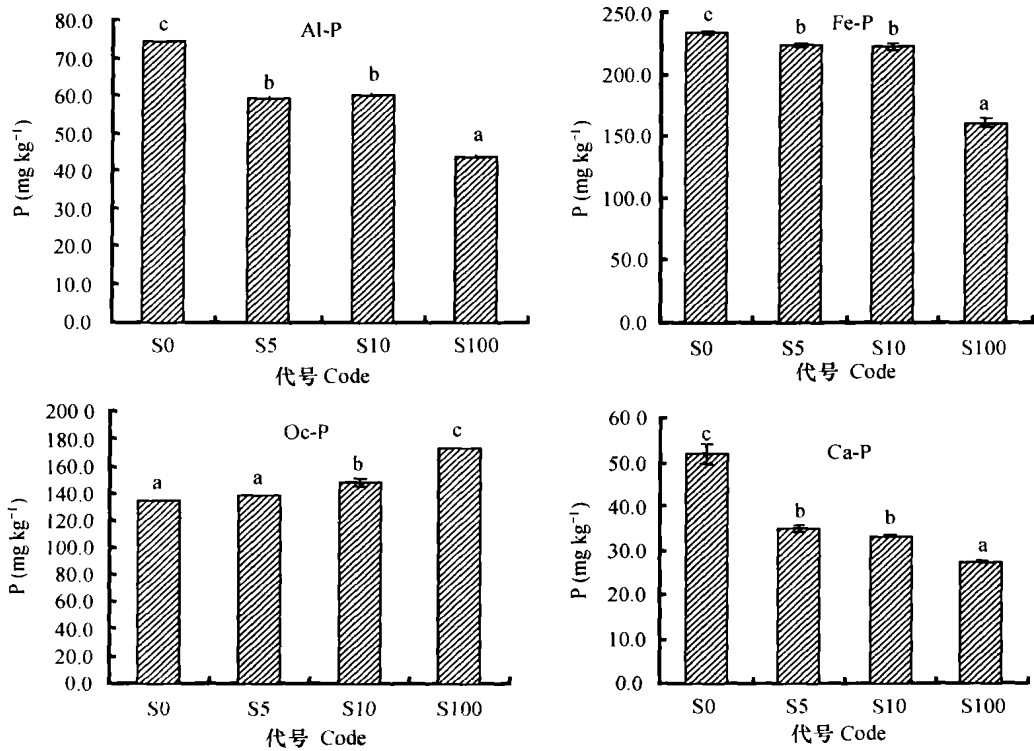 Al-P
P (mg kg⁻¹)
80.0
70.0
60.0
50.0
40.0
30.0
20.0
10.0
0.0
c
b
b
a
S0 S5 S10 S100
代号 Code
Fe-P
P (mg kg⁻¹)
250.0
200.0
150.0
100.0
50.0
0.0
c
b
b
a
S0 S5 S10 S100
代号 Code
Oc-P
P (mg kg⁻¹)
200 0
180.0
160.0
140.0
120.0
100.0
80.0
60.0
40.0
20.0
0.0
a
a
b
c
S0 S5 S10 S100
代号 Code
Ca-P
P (mg kg⁻¹)
60.0
50.0
40.0
30.0
20.0
10.0
0.0
c
b
b
a
S0 S5 S10 S100
代号 Code